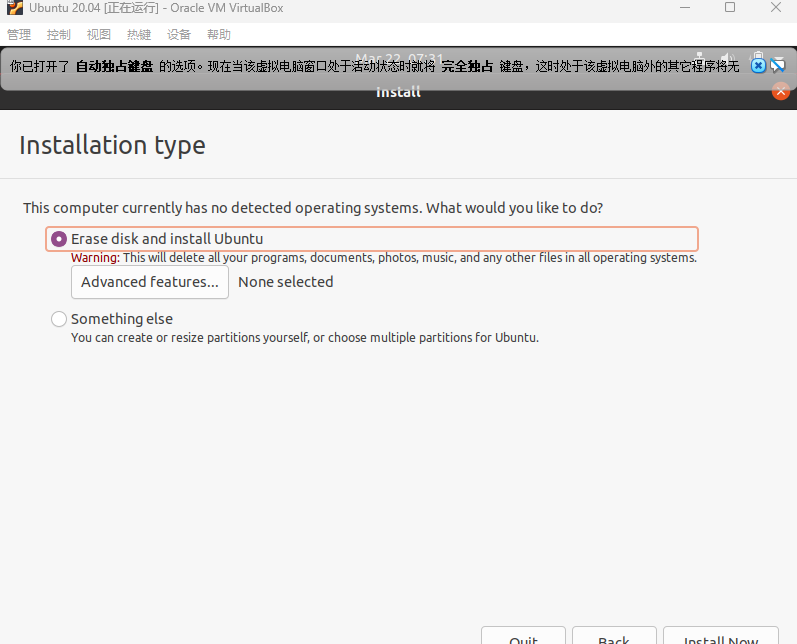 Ubuntu 20.04 [正在运行] - Oracle VM VirtualBox
管理 控制 视图 热键 设备 帮助
Mar 22 07:31
你已打开了 自动独占键盘 的选项。现在当该虚拟电脑窗口处于活动状态时就将 完全独占 键盘，这时处于该虚拟电脑外的其它程序将无
Install
Installation type
This computer currently has no detected operating systems. What would you like to do?
Erase disk and install Ubuntu
Warning: This will delete all your programs, documents, photos, music, and any other files in all operating systems.
Advanced features... None selected
Something else
You can create or resize partitions yourself, or choose multiple partitions for Ubuntu.
Quit Back Install Now